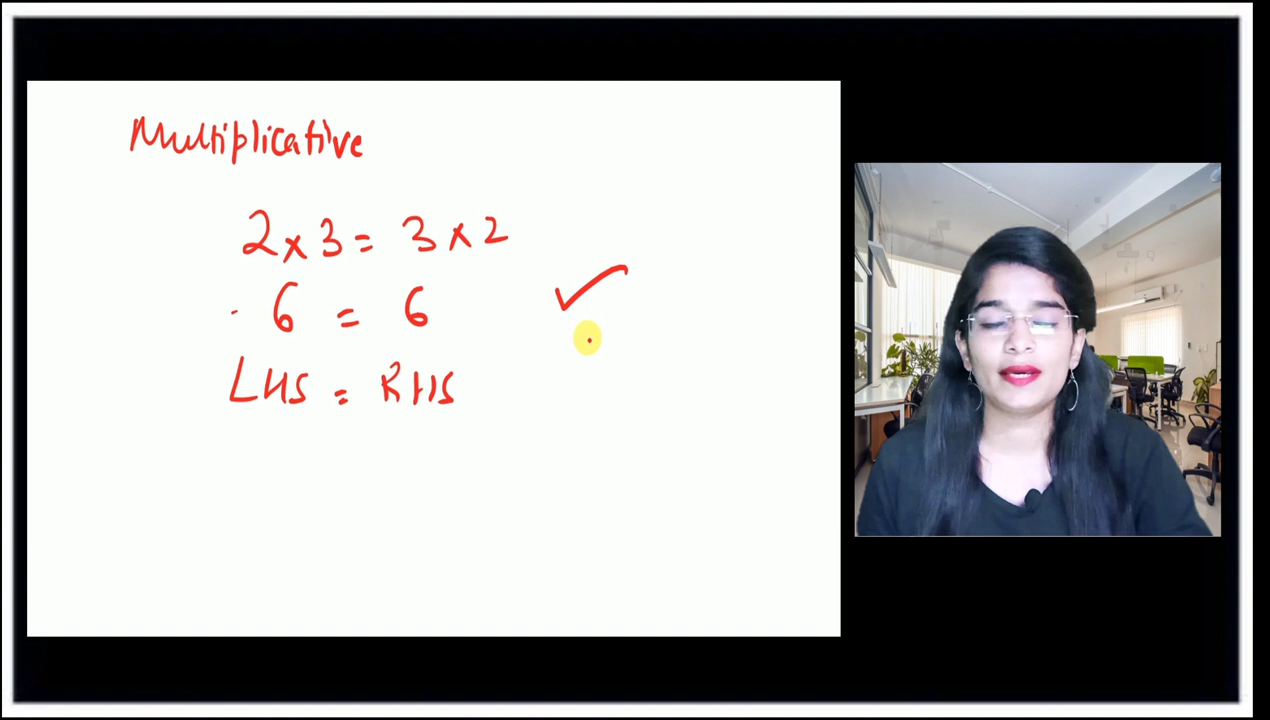 Multiplicative
2 x 3 = 3 x 2
6 = 6
LHS = RHS